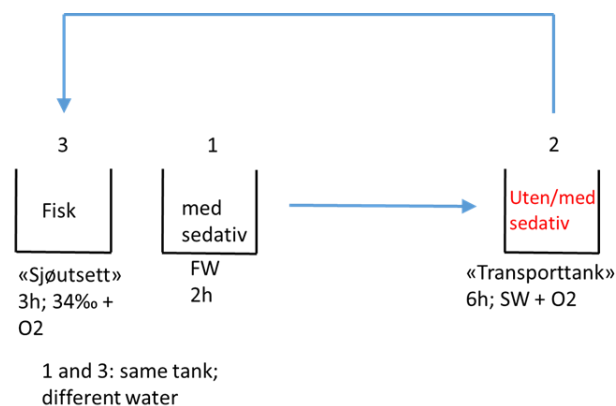 3
1
2
Fisk
med
sedativ
Uten/med
sedativ
«Sjøutsett»
3h; 34‰ +
O2
FW
2h
«Transporttank»
6h; SW + O2
1 and 3: same tank;
different water